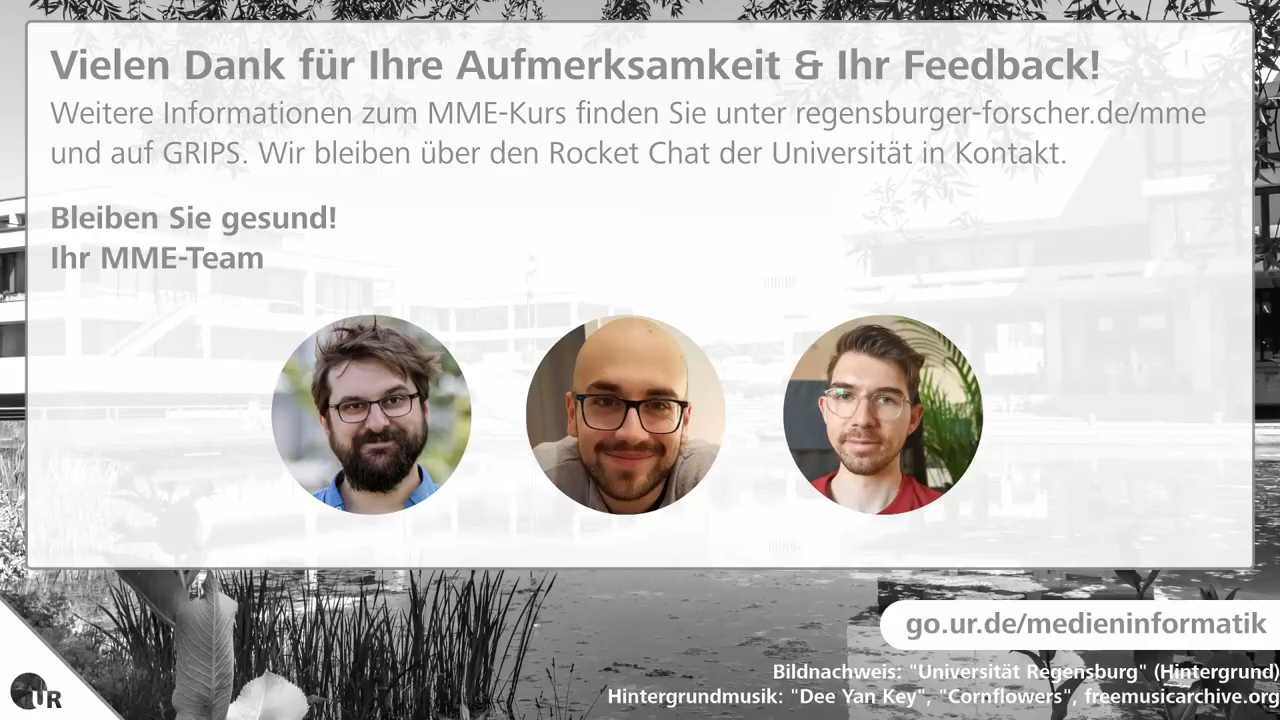 Vielen Dank für Ihre Aufmerksamkeit & Ihr Feedback!
Weitere Informationen zum MME-Kurs finden Sie unter regensburger-forscher.de/mme
und auf GRIPS. Wir bleiben über den Rocket Chat der Universität in Kontakt.
Bleiben Sie gesund!
Ihr MME-Team
go.ur.de/medieninformatik
Bildnachweis: "Universität Regensburg" (Hintergrund)
Hintergrundmusik: "Dee Yan Key", "Cornflowers", freemusicarchive.org
UR